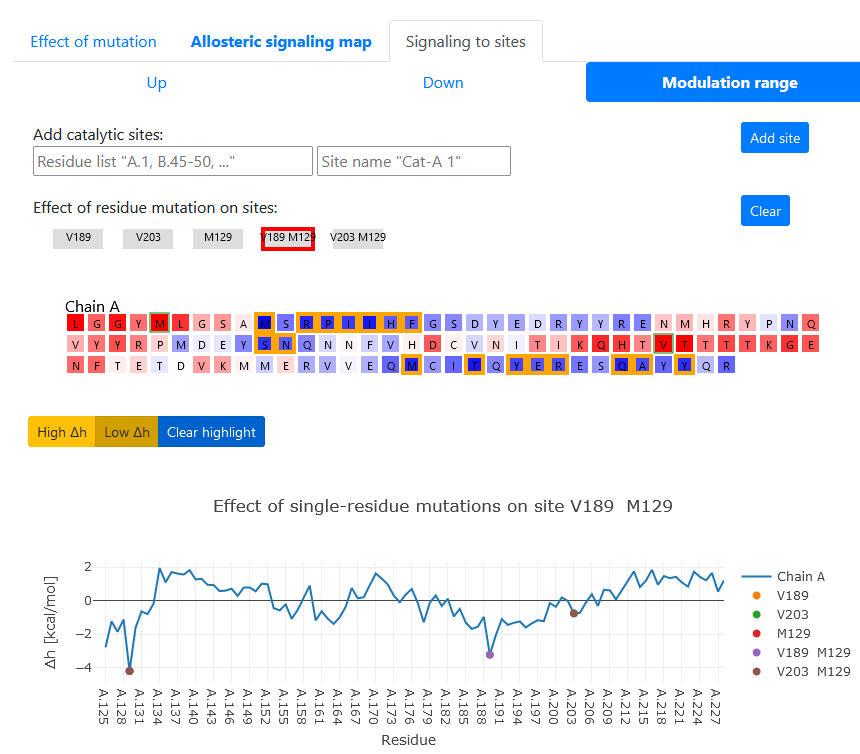 Effect of mutation
Allosteric signaling map
Signaling to sites
Up
Down
Modulation range
Add catalytic sites:
Residue list "A.1, B.45-50, ..."
Site name "Cat-A 1"
Add site
Effect of residue mutation on sites:
Clear
V189
V203
M129
V189 M129
V203 M129
Chain A
L G G Y M L G S A M S R P I I H F G S D Y E D R Y Y R E N M H R Y P N Q
V Y Y R P M D E Y S N Q N N F V H D C V N I T I K Q H T V T T T T K G E
N F T E T D V K M M E R V V E Q M C I T Q Y E R E S Q A Y Y Q R
High Δh
Low Δh
Clear highlight
Effect of single-residue mutations on site V189 M129
Δh [kcal/mol]
2
0
−2
−4
A.125
A.128
A.131
A.134
A.137
A.140
A.143
A.146
A.149
A.152
A.155
A.158
A.161
A.164
A.167
A.170
A.173
A.176
A.179
A.182
A.185
A.188
A.191
A.194
A.197
A.200
A.203
A.206
A.209
A.212
A.215
A.218
A.221
A.224
A.227
Residue
Chain A
V189
V203
M129
V189 M129
V203 M129